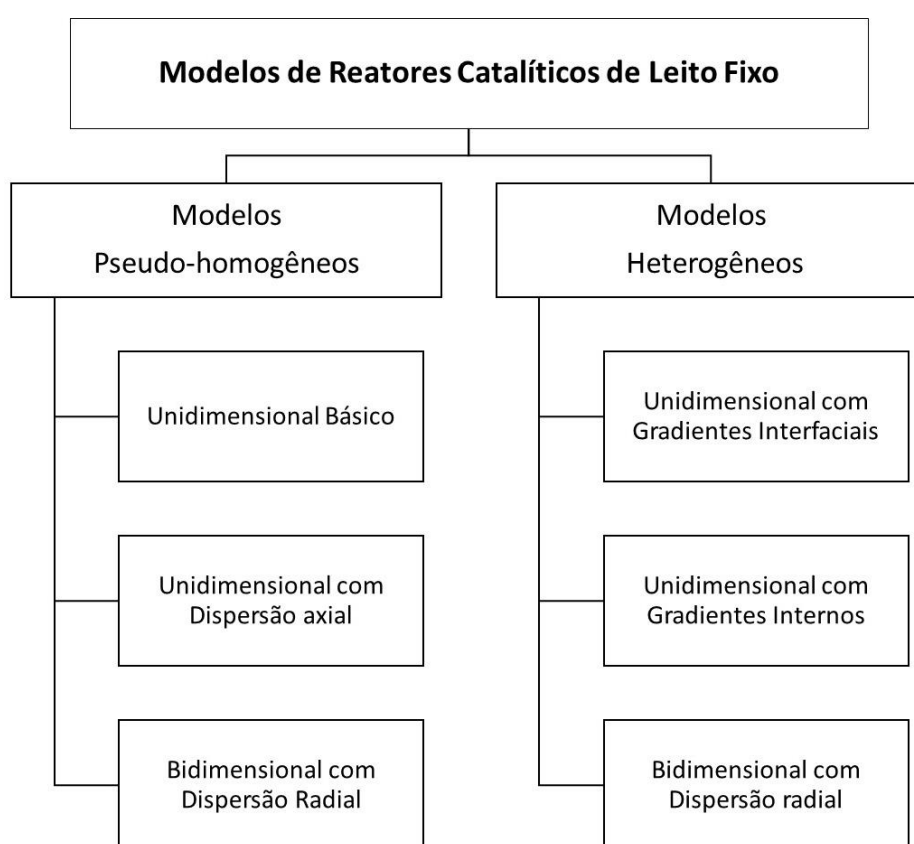 Modelos de Reatores Catalíticos de Leito Fixo
Modelos
Pseudo-homogêneos
Unidimensional Básico
Unidimensional com
Dispersão axial
Bidimensional com
Dispersão Radial
Modelos
Heterogêneos
Unidimensional com
Gradientes Interfaciais
Unidimensional com
Gradientes Internos
Bidimensional com
Dispersão radial